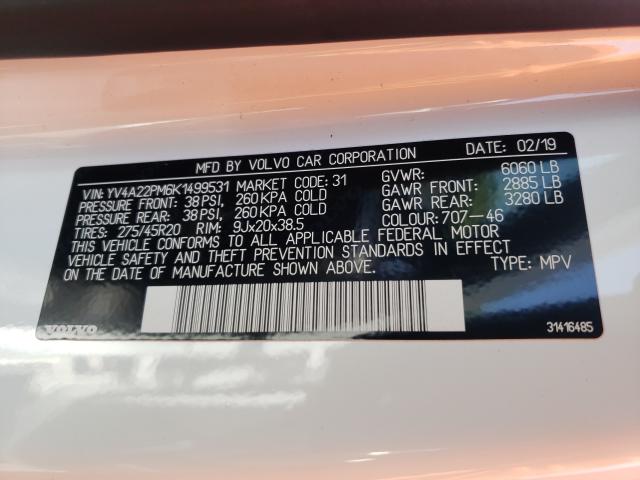 MFD BY VOLVO CAR CORPORATION DATE: 02/19
VIN: YV4A22PM6K1499531 MARKET CODE: 31 GVWR: 6060 LB
PRESSURE FRONT: 38 PSI, 260 KPA COLD GAWR FRONT: 2885 LB
PRESSURE REAR: 38 PSI, 260 KPA COLD GAWR REAR: 3280 LB
TIRES: 275/45R20 RIM: 9Jx20x38.5 COLOUR: 707-46
THIS VEHICLE CONFORMS TO ALL APPLICABLE FEDERAL MOTOR
VEHICLE SAFETY AND THEFT PREVENTION STANDARDS IN EFFECT
ON THE DATE OF MANUFACTURE SHOWN ABOVE. TYPE: MPV
VOLVO 31416485